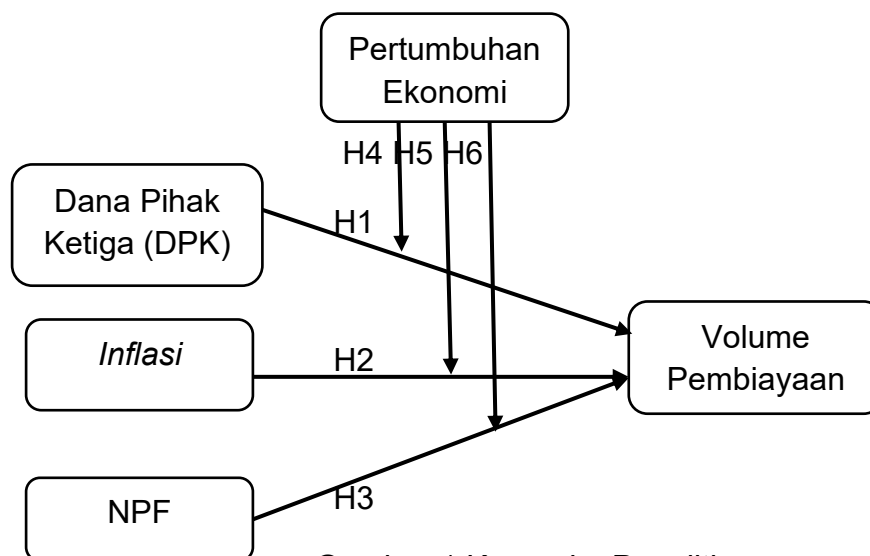 Pertumbuhan
Ekonomi
H4 H5 H6
Dana Pihak
Ketiga (DPK)
H1
Inflasi
H2
Volume
Pembiayaan
NPF
H3